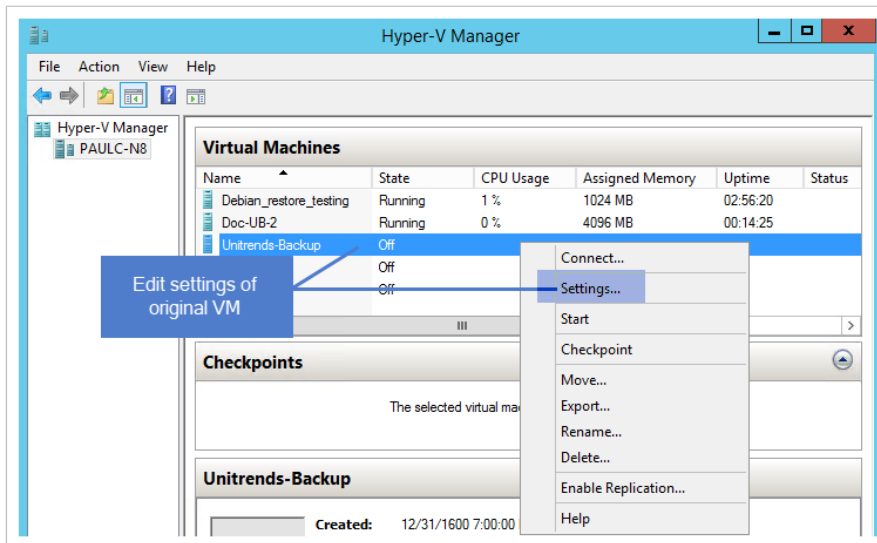 Hyper-V Manager
File Action View Help
Hyper-V Manager
PAULC-N8
Virtual Machines
Name State CPU Usage Assigned Memory Uptime Status
Debian_restore_testing Running 1 % 1024 MB 02:56:20
Doc-UB-2 Running 0 % 4096 MB 00:14:25
Unitrends-Backup Off
Off
Off
Edit settings of
original VM
Connect...
Settings...
Start
Checkpoint
Move...
Export...
Rename...
Delete...
Enable Replication...
Help
Checkpoints
The selected virtual
Unitrends-Backup
Created: 12/31/1600 7:00:00